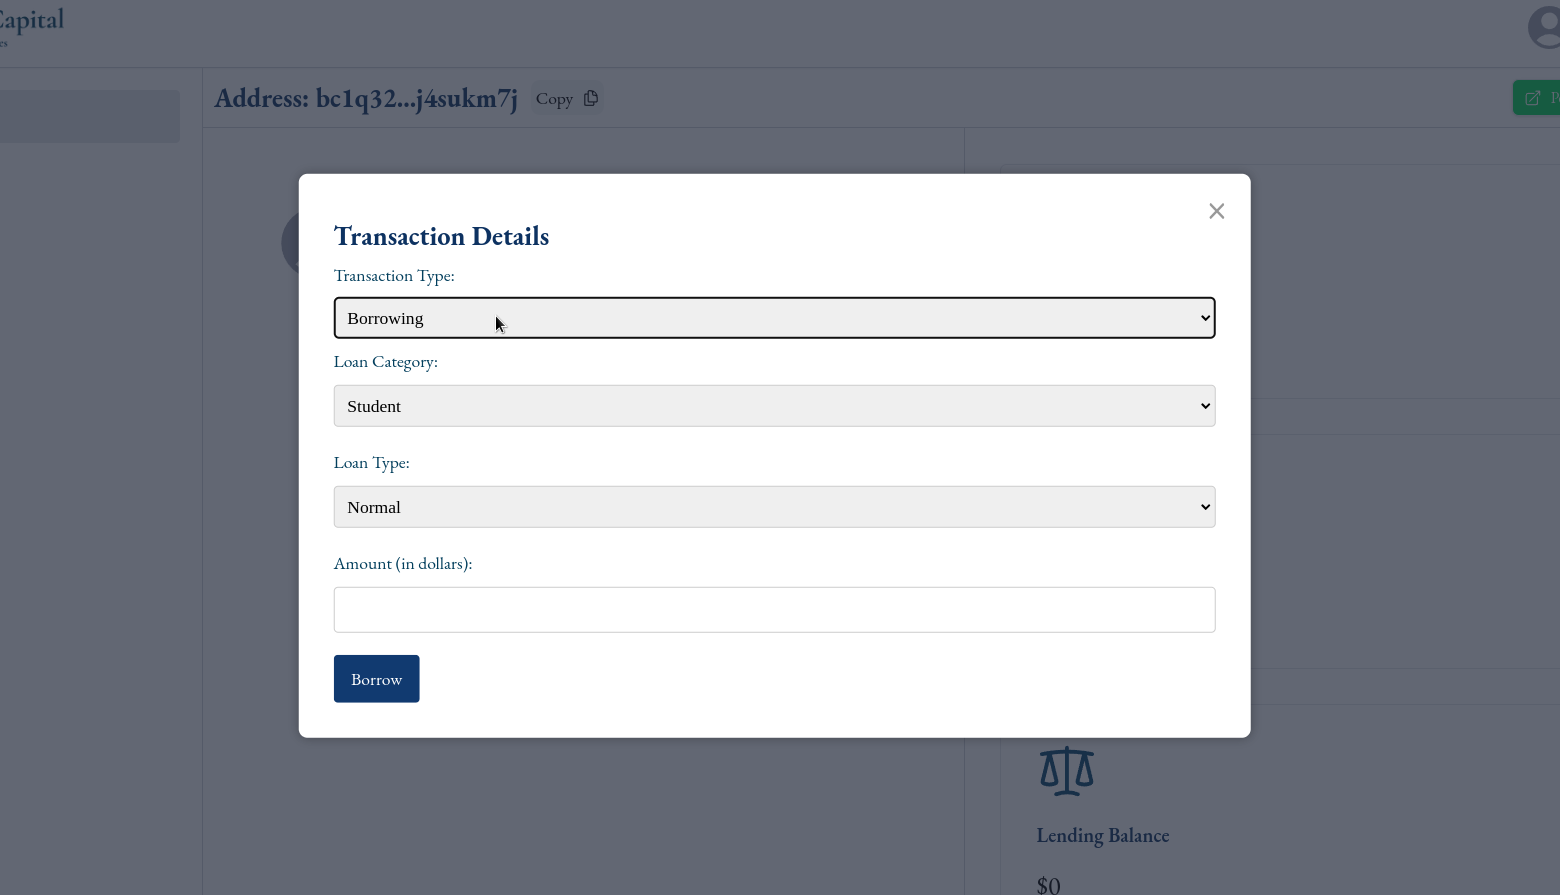 Capital
es
Address: bc1q32...j4sukm7j Copy
Transaction Details
Transaction Type:
Borrowing
Loan Category:
Student
Loan Type:
Normal
Amount (in dollars):
Borrow
Lending Balance
$0